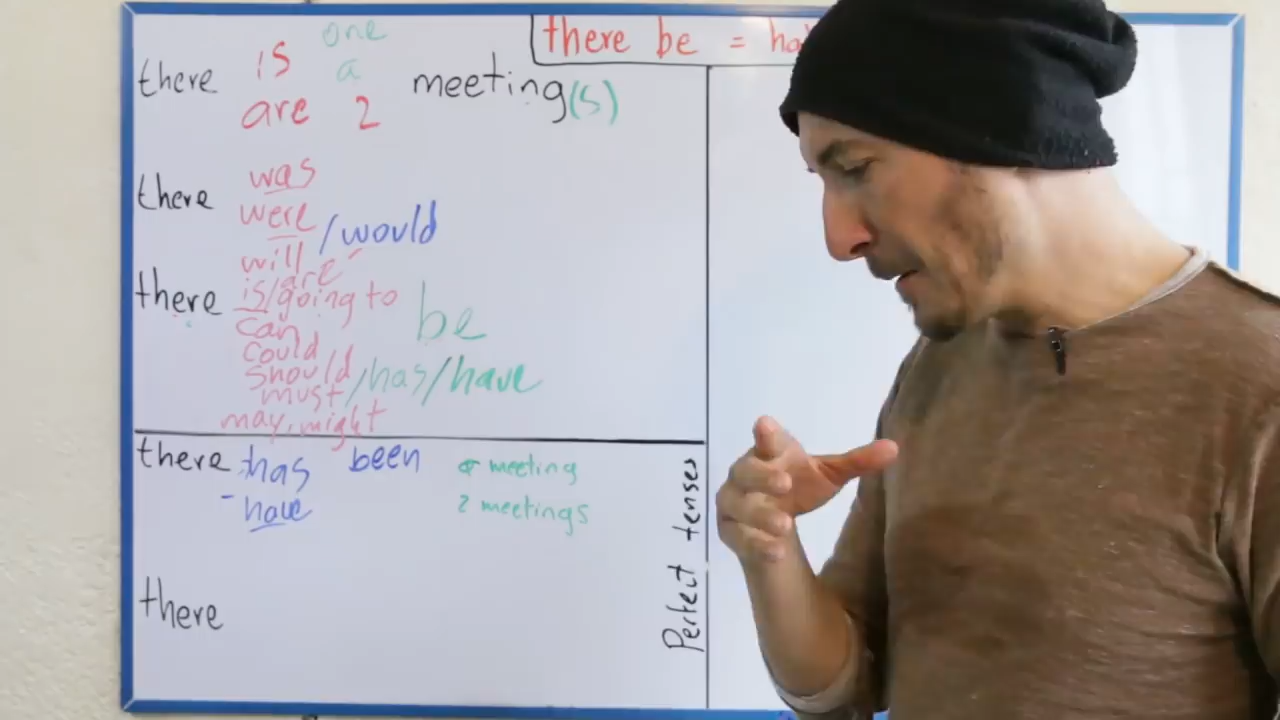 there be = ha
one
there is a meeting(s)
are 2
there was
were
will /would
are
there is/going to be
can
could
should /has/have
must
may, might
there has been a meeting
- have 2 meetings
there
Perfect tenses